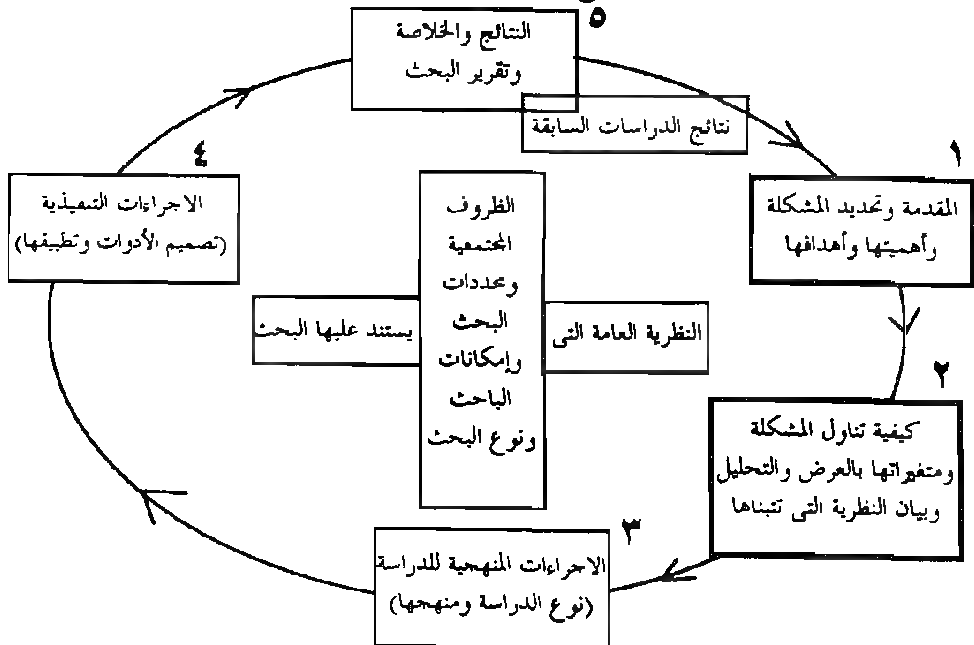 ٥
النتائج والخلاصة
وتقرير البحث
نتائج الدراسات السابقة
١
المقدمة وتحديد المشكلة
وأهميتها وأهدافها
٢
كيفية تناول المشكلة
ومتغيراتها بالعرض والتحليل
وبيان النظرية التى تتبناها
٣
الاجراءات المنهجية للدراسة
(نوع الدراسة ومنهجها)
٤
الاجراءات التنفيذية
(تصميم الأدوات وتطبيقها)
الظروف
المجتمعية
ومحددات
البحث
وإمكانات
الباحث
ونوع البحث
النظرية العامة التى
يستند عليها البحث